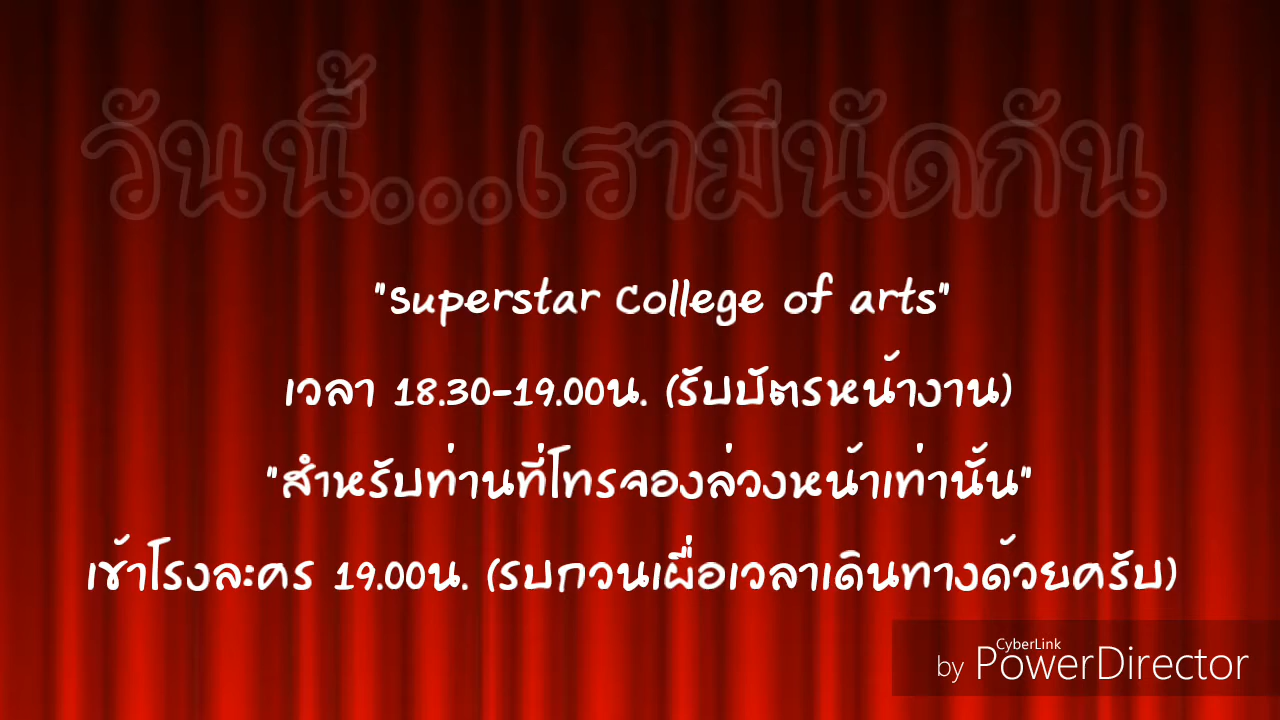 วันนี้...เรามีนัดกัน
"Superstar College of arts"
เวลา 18.30-19.00น. (รับบัตรหน้างาน)
"สำหรับท่านที่โทรจองล่วงหน้าเท่านั้น"
เข้าโรงละคร 19.00น. (รบกวนเผื่อเวลาเดินทางด้วยครับ)
CyberLink
by PowerDirector